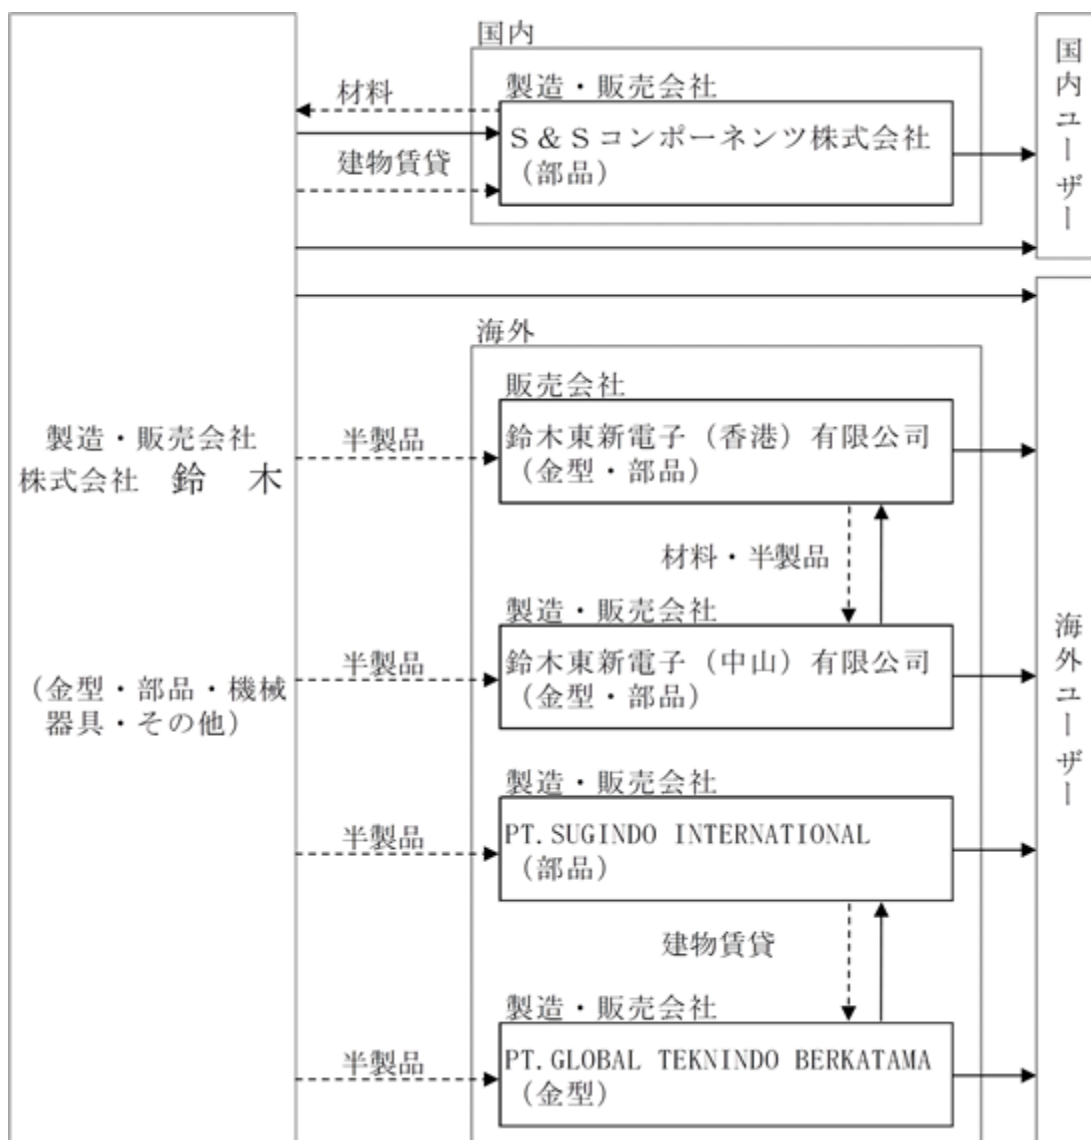 国内
製造・販売会社
Ｓ＆Ｓコンポーネンツ株式会社
（部品）
材料
建物賃貸
国内ユーザー
海外
販売会社
鈴木東新電子（香港）有限公司
（金型・部品）
半製品
材料・半製品
製造・販売会社
株式会社　鈴　木
（金型・部品・機械
器具・その他）
製造・販売会社
鈴木東新電子（中山）有限公司
（金型・部品）
半製品
製造・販売会社
PT.SUGINDO INTERNATIONAL
（部品）
半製品
建物賃貸
製造・販売会社
PT.GLOBAL TEKNINDO BERKATAMA
（金型）
半製品
海外ユーザー